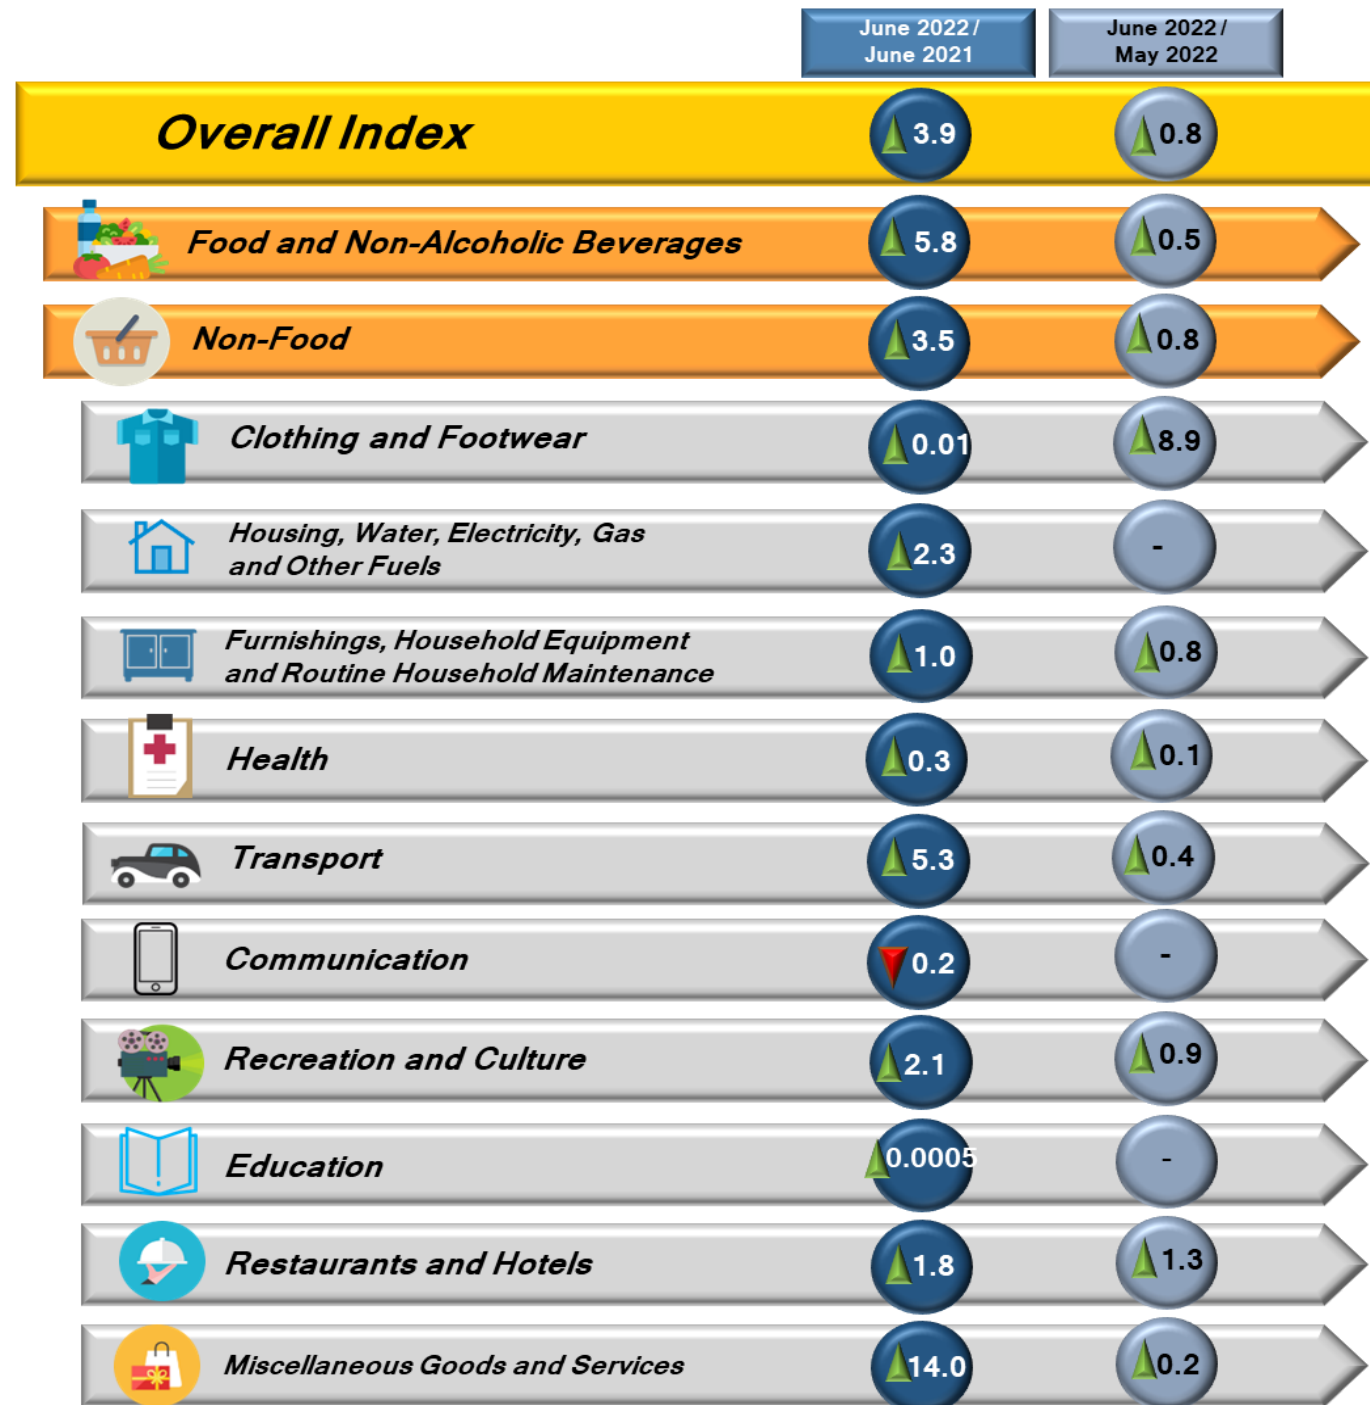 June 2022 /
June 2021
June 2022 /
May 2022
Overall Index
3.9
0.8
Food and Non-Alcoholic Beverages
5.8
0.5
Non-Food
3.5
0.8
Clothing and Footwear
0.01
8.9
Housing, Water, Electricity, Gas
and Other Fuels
2.3
-
Furnishings, Household Equipment
and Routine Household Maintenance
1.0
0.8
Health
0.3
0.1
Transport
5.3
0.4
Communication
0.2
-
Recreation and Culture
2.1
0.9
Education
0.0005
-
Restaurants and Hotels
1.8
1.3
Miscellaneous Goods and Services
14.0
0.2